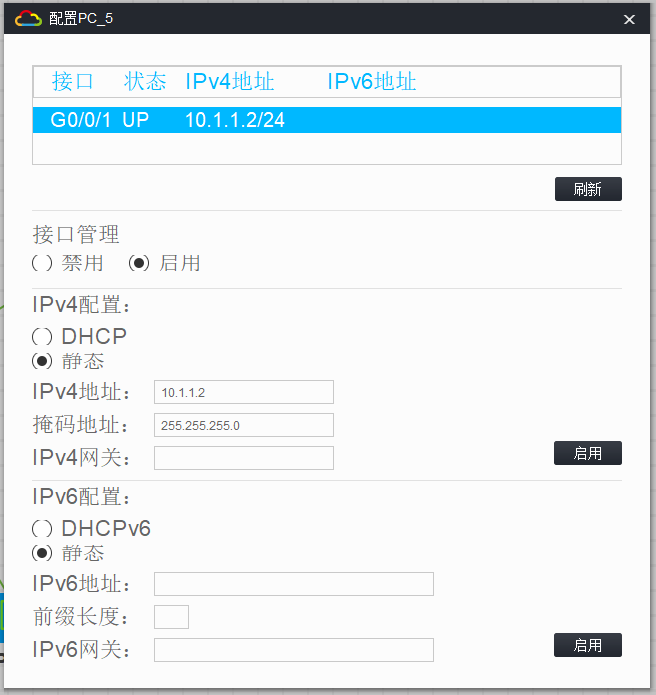 配置PC_5
接口 状态 IPv4地址 IPv6地址
G0/0/1 UP 10.1.1.2/24
刷新
接口管理
禁用 启用
IPv4配置：
DHCP
静态
IPv4地址： 10.1.1.2
掩码地址： 255.255.255.0
IPv4网关： 启用
IPv6配置：
DHCPv6
静态
IPv6地址：
前缀长度：
IPv6网关： 启用